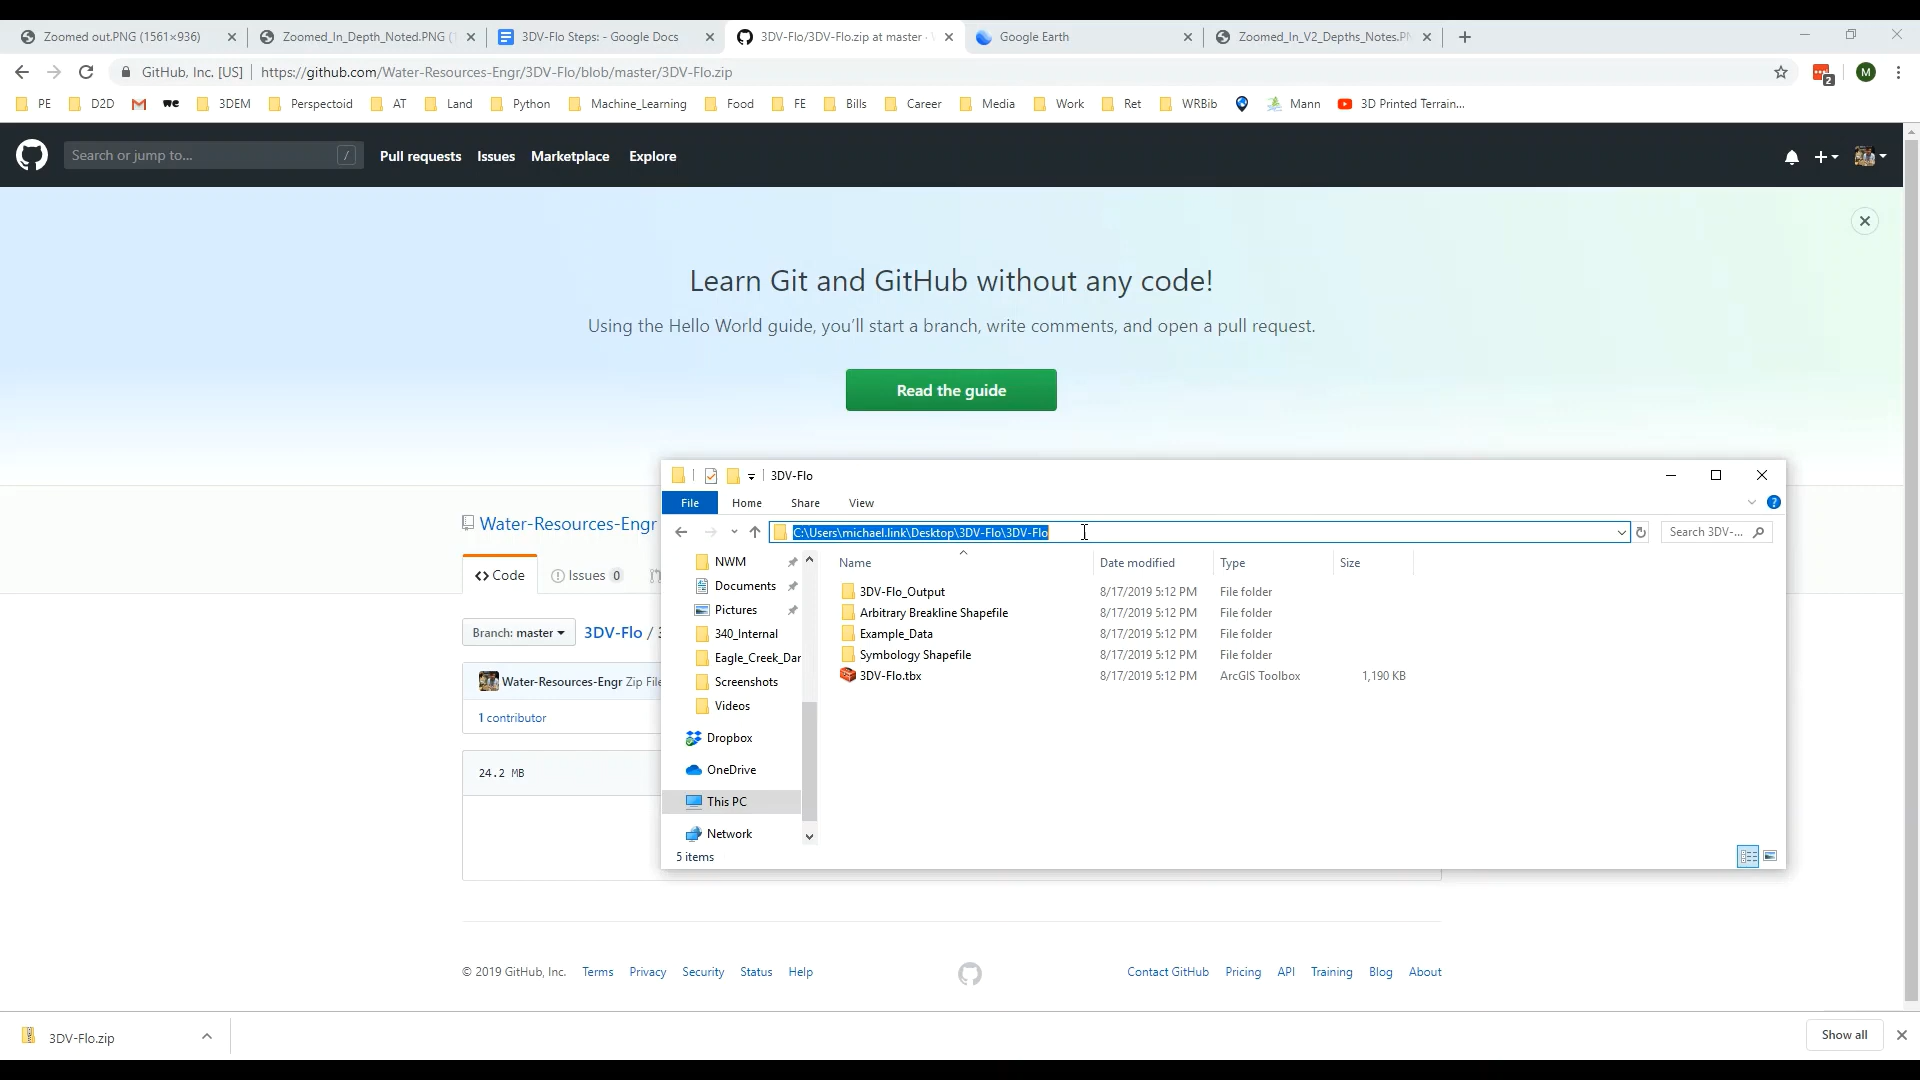 Zoomed out.PNG (1561×936)
Zoomed_In_Depth_Noted.PNG (
3DV-Flo Steps: - Google Docs
3DV-Flo/3DV-Flo.zip at master ·
Google Earth
Zoomed_In_V2_Depths_Notes.P
GitHub, Inc. [US]
https://github.com/Water-Resources-Engr/3DV-Flo/blob/master/3DV-Flo.zip
2
M
PE
D2D
we
3DEM
Perspectoid
AT
Land
Python
Machine_Learning
Food
FE
Bills
Career
Media
Work
Ret
WRBib
Mann
3D Printed Terrain...
Search or jump to...
/
Pull requests
Issues
Marketplace
Explore
Learn Git and GitHub without any code!
Using the Hello World guide, you'll start a branch, write comments, and open a pull request.
Read the guide
Water-Resources-Engr
Code
Issues 0
Branch: master
3DV-Flo /
Water-Resources-Engr Zip File
1 contributor
24.2 MB
3DV-Flo
File
Home
Share
View
C:\Users\michael.link\Desktop\3DV-Flo\3DV-Flo
Search 3DV-...
NWM
Documents
Pictures
340_Internal
Eagle_Creek_Dar
Screenshots
Videos
Dropbox
OneDrive
This PC
Network
Name Date modified Type Size
3DV-Flo_Output 8/17/2019 5:12 PM File folder
Arbitrary Breakline Shapefile 8/17/2019 5:12 PM File folder
Example_Data 8/17/2019 5:12 PM File folder
Symbology Shapefile 8/17/2019 5:12 PM File folder
3DV-Flo.tbx 8/17/2019 5:12 PM ArcGIS Toolbox 1,190 KB
5 items
© 2019 GitHub, Inc.
Terms
Privacy
Security
Status
Help
Contact GitHub
Pricing
API
Training
Blog
About
3DV-Flo.zip
Show all